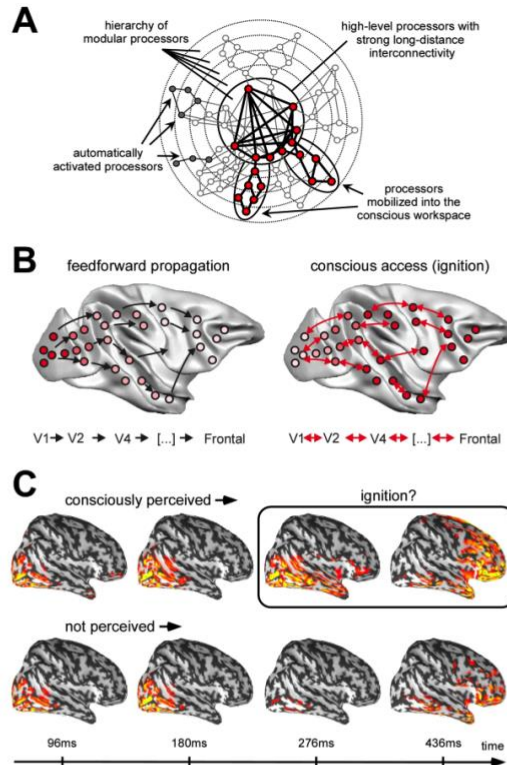 A
hierarchy of
modular processors
high-level processors with
strong long-distance
interconnectivity
automatically
activated processors
processors
mobilized into the
conscious workspace
B
feedforward propagation
conscious access (ignition)
V1 → V2 → V4 → [...] → Frontal
V1 ↔ V2 ↔ V4 ↔ [...] ↔ Frontal
C
consciously perceived →
ignition?
not perceived →
96ms 180ms 276ms 436ms time